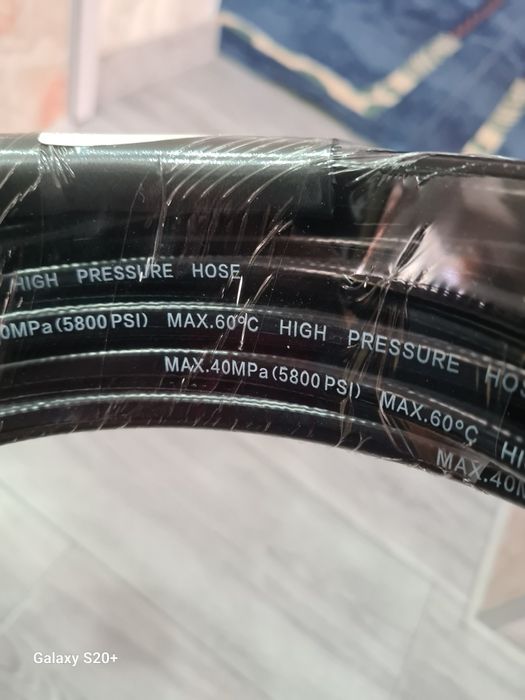 HIGH PRESSURE HOSE
0MPa(5800 PSI) MAX.60°C HIGH PRESSURE HO
MAX.40MPa(5800 PSI) MAX.60°C HI
MAX.40
Galaxy S20+